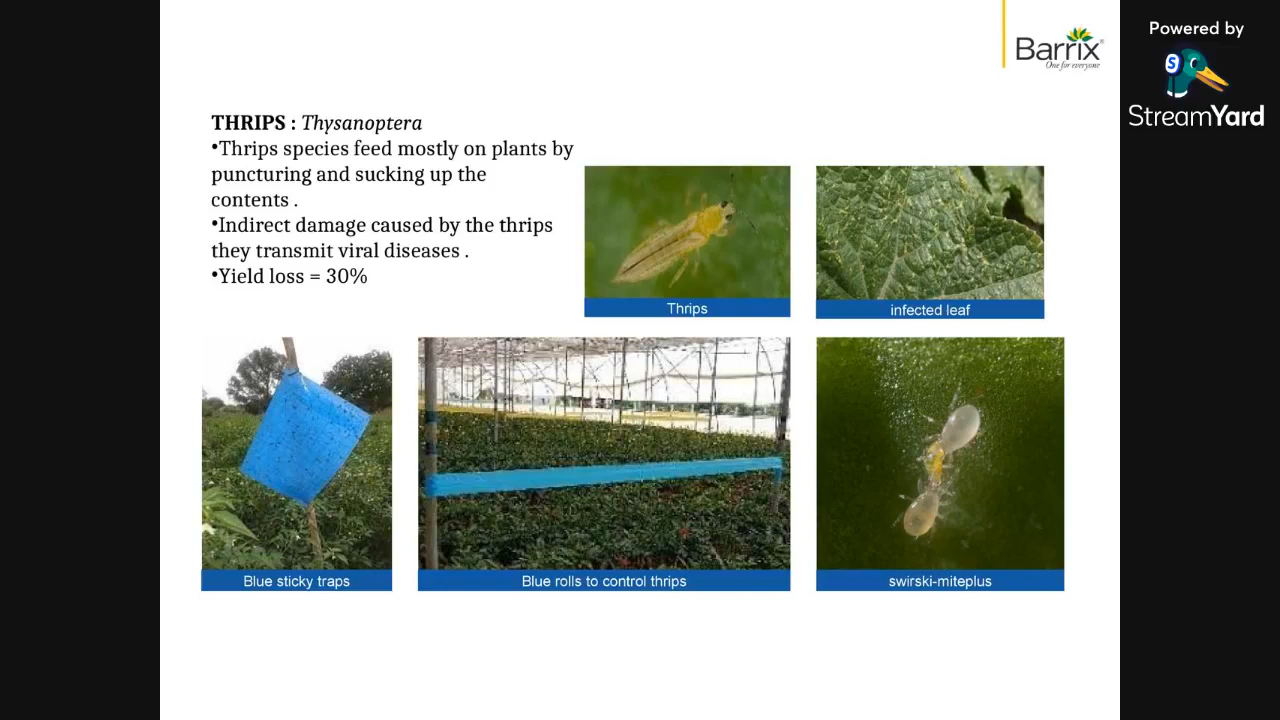 Barrix
One for everyone
Powered by
StreamYard
THRIPS : Thysanoptera
•Thrips species feed mostly on plants by
puncturing and sucking up the
contents .
•Indirect damage caused by the thrips
they transmit viral diseases .
•Yield loss = 30%
Thrips
infected leaf
Blue sticky traps
Blue rolls to control thrips
swirski-miteplus